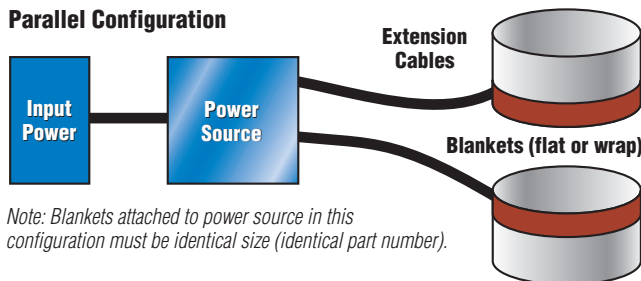 Parallel Configuration
Extension
Cables
Input
Power
Power
Source
Blankets (flat or wrap)
Note: Blankets attached to power source in this
configuration must be identical size (identical part number).